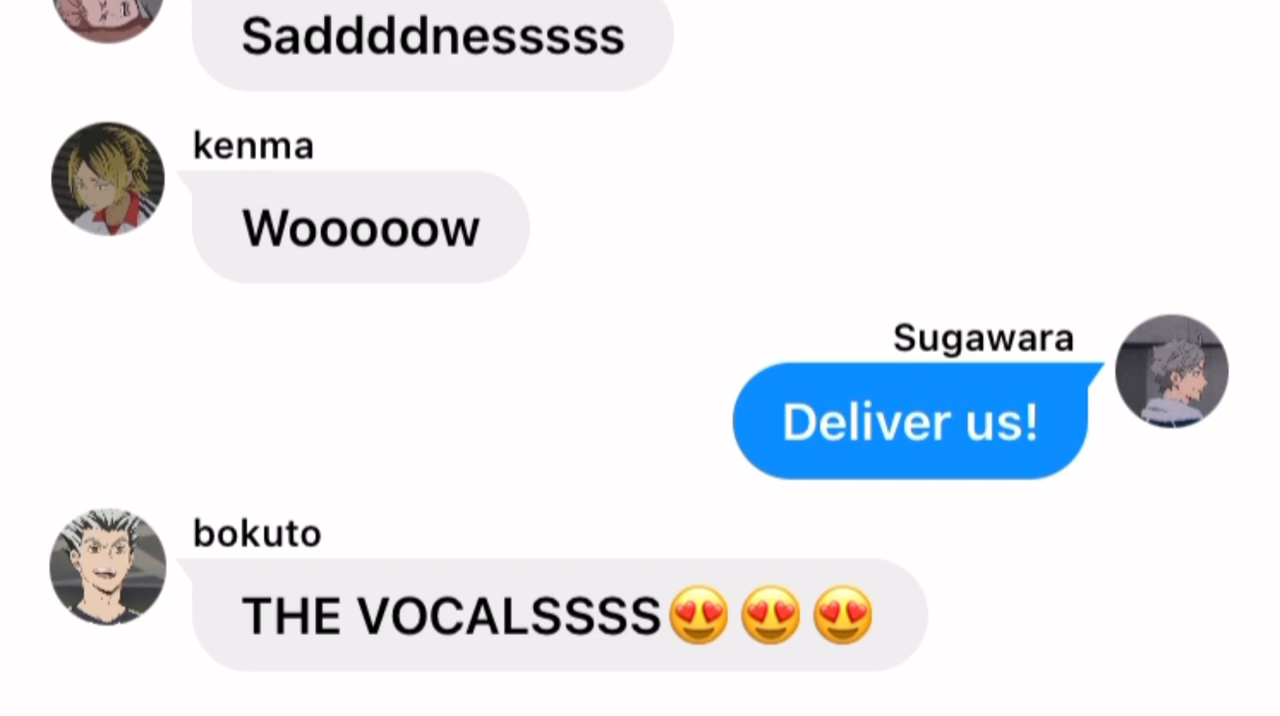 Saddddnesssss
kenma
Wooooow
Sugawara
Deliver us!
bokuto
THE VOCALSSSS😍😍😍